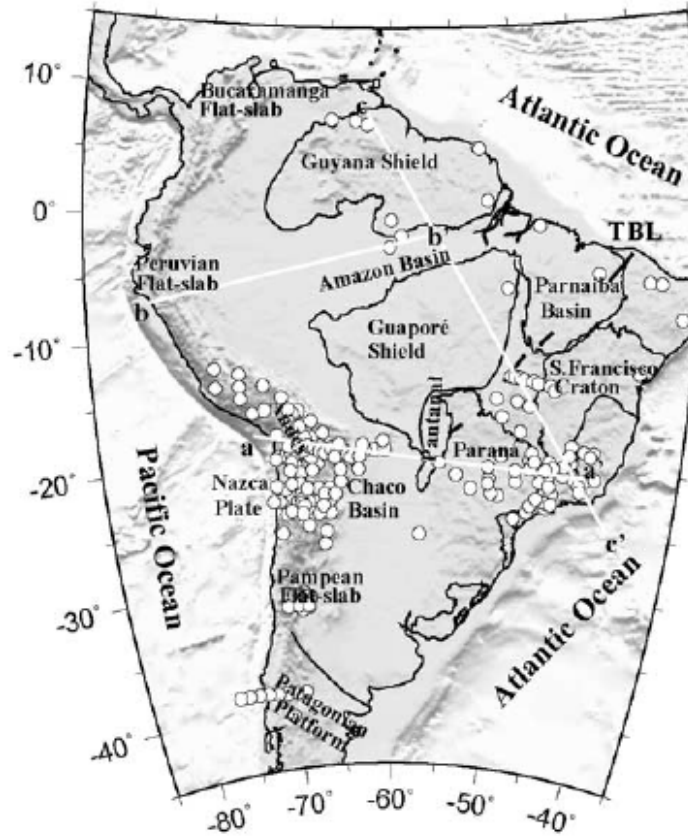 10°
0°
-10°
-20°
-30°
-40°
-80°
-70°
-60°
-50°
-40°
Bucaramanga
Flat-slab
c
Atlantic Ocean
Guyana Shield
TBL
b'
Amazon Basin
Peruvian
Flat-slab
b
Parnaiba
Basin
Guaporé
Shield
S.Francisco
Craton
Andes
Pantanal
Parana
a
a'
Nazca
Plate
Chaco
Basin
Pacific Ocean
c'
Pampean
Flat-slab
Atlantic Ocean
Patagonian
Platform